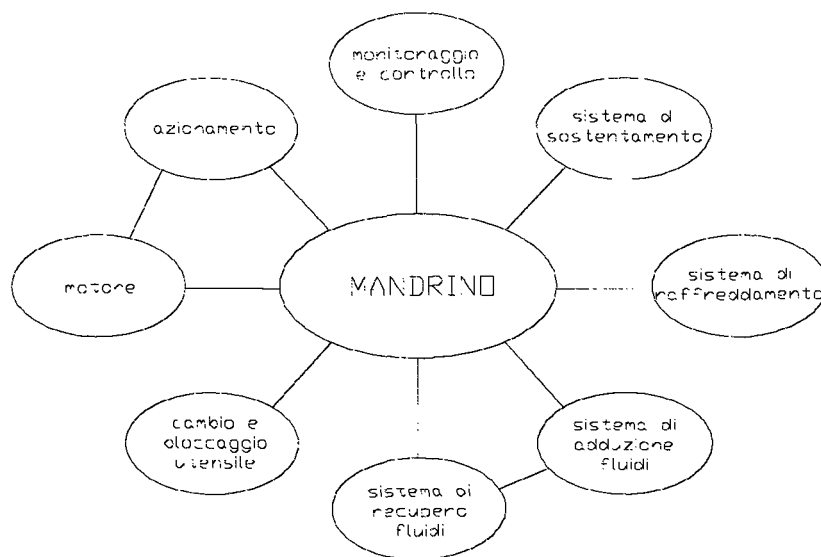 monitoraggio
e controllo
azionamento
sistema di
sostentamento
motore
MANDRINO
sistema di
raffreddamento
cambio e
bloccaggio
utensile
sistema di
adduzione
fluidi
sistema di
recupero
fluidi